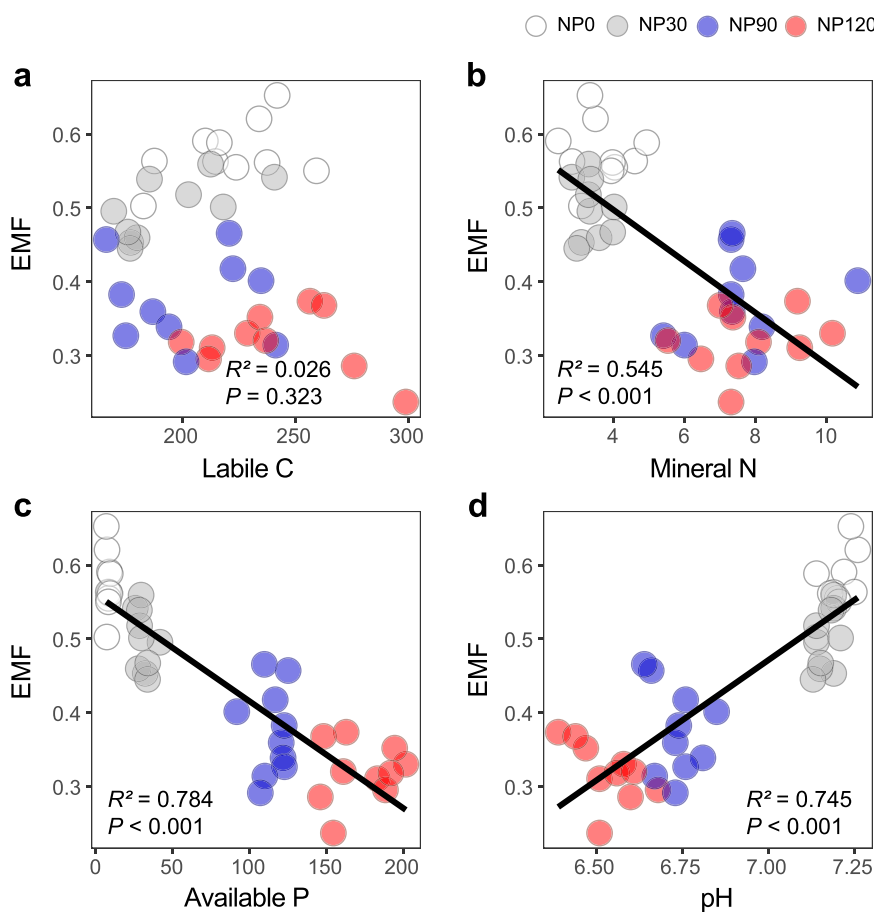 NP0 NP30 NP90 NP120
a
0.6
0.5
0.4
0.3
EMF
R² = 0.026
P = 0.323
200 250 300
Labile C
b
0.6
0.5
0.4
0.3
EMF
R² = 0.545
P < 0.001
4 6 8 10
Mineral N
c
0.6
0.5
0.4
0.3
EMF
R² = 0.784
P < 0.001
0 50 100 150 200
Available P
d
0.6
0.5
0.4
0.3
EMF
R² = 0.745
P < 0.001
6.50 6.75 7.00 7.25
pH